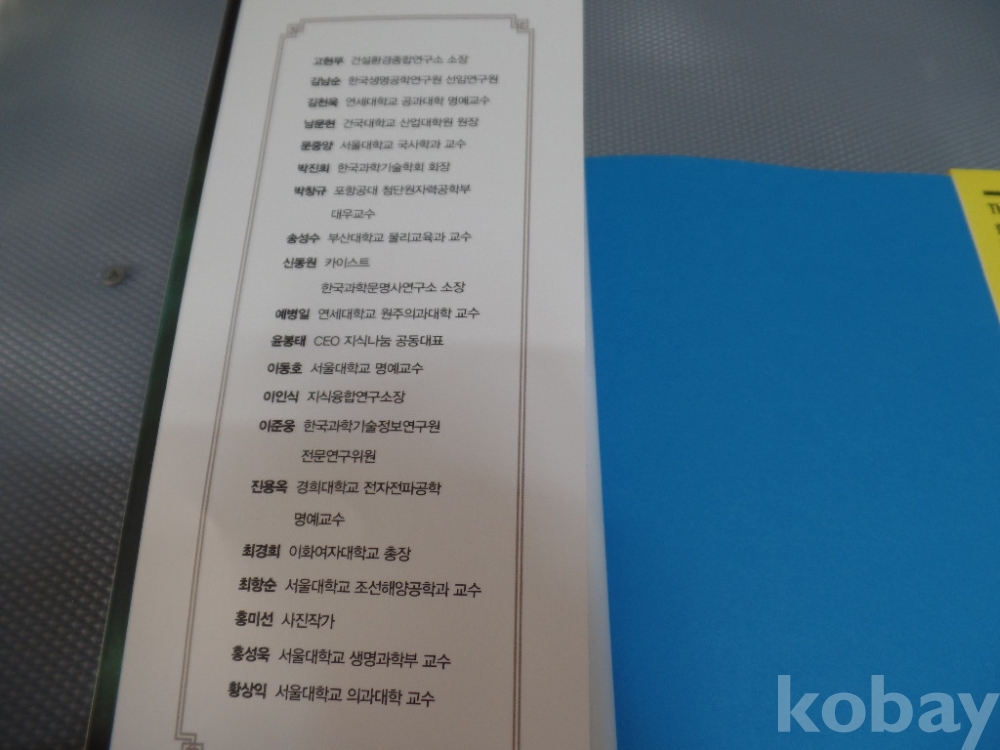 고현무 건설환경종합연구소 소장
김남순 한국생명공학연구원 선임연구원
김천욱 연세대학교 공과대학 명예교수
남문현 건국대학교 산업대학원 원장
문중양 서울대학교 국사학과 교수
박진희 한국과학기술학회 회장
박창규 포항공대 첨단원자력공학부
대우교수
송성수 부산대학교 물리교육과 교수
신동원 카이스트
한국과학문명사연구소 소장
예병일 연세대학교 원주의과대학 교수
윤봉태 CEO 지식나눔 공동대표
이동호 서울대학교 명예교수
이인식 지식융합연구소장
이준웅 한국과학기술정보연구원
전문연구위원
진용옥 경희대학교 전자전파공학
명예교수
최경희 이화여자대학교 총장
최항순 서울대학교 조선해양공학과 교수
홍미선 사진작가
홍성욱 서울대학교 생명과학부 교수
황상익 서울대학교 의과대학 교수
kobay